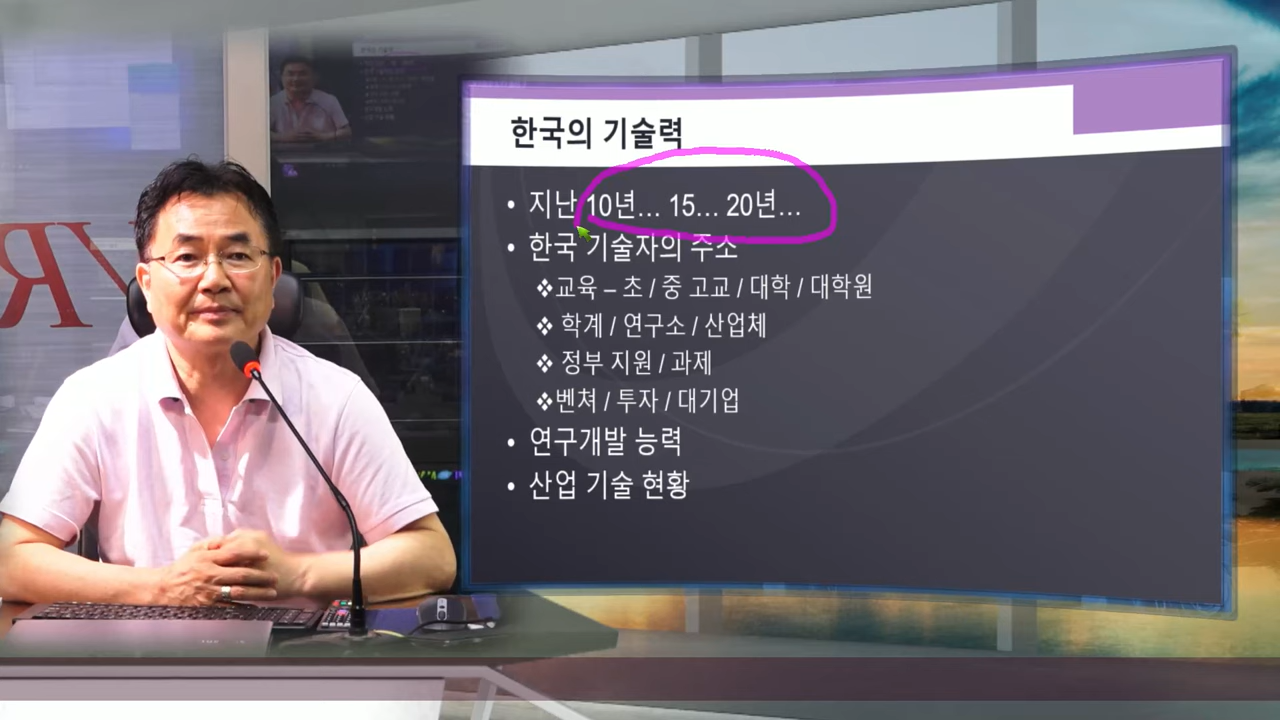 한국의 기술력
• 지난 10년... 15... 20년...
• 한국 기술자의 주소
❖교육 – 초 / 중 고교 / 대학 / 대학원
❖ 학계 / 연구소 / 산업체
❖ 정부 지원 / 과제
❖벤쳐 / 투자 / 대기업
• 연구개발 능력
• 산업 기술 현황